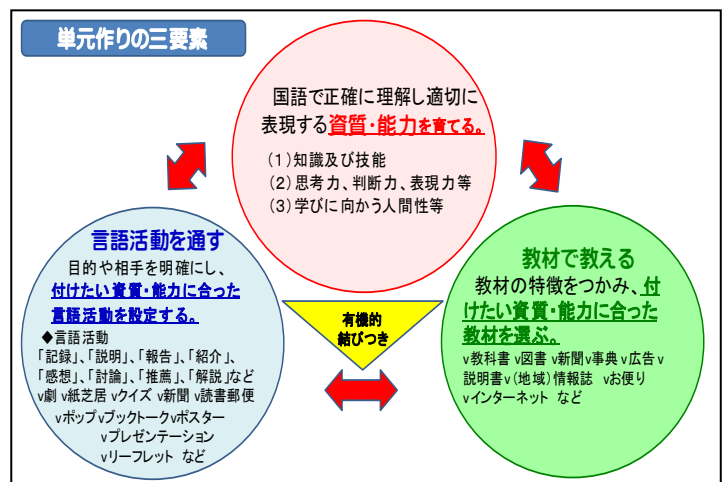 単元作りの三要素
国語で正確に理解し適切に
表現する資質・能力を育てる。
(1)知識及び技能
(2)思考力、判断力、表現力等
(3)学びに向かう人間性等
言語活動を通す
目的や相手を明確にし、
付けたい資質・能力に合った
言語活動を設定する。
◆言語活動
「記録」、「説明」、「報告」、「紹介」、
「感想」、「討論」、「推薦」、「解説」など
v劇 v紙芝居 vクイズ v新聞 v読書郵便
vポップvブックトークvポスター
vプレゼンテーション
vリーフレット など
有機的
結びつき
教材で教える
教材の特徴をつかみ、付
けたい資質・能力に合った
教材を選ぶ。
v教科書 v図書 v新聞v事典 v広告 v
説明書v(地域)情報誌 vお便り
vインターネット など